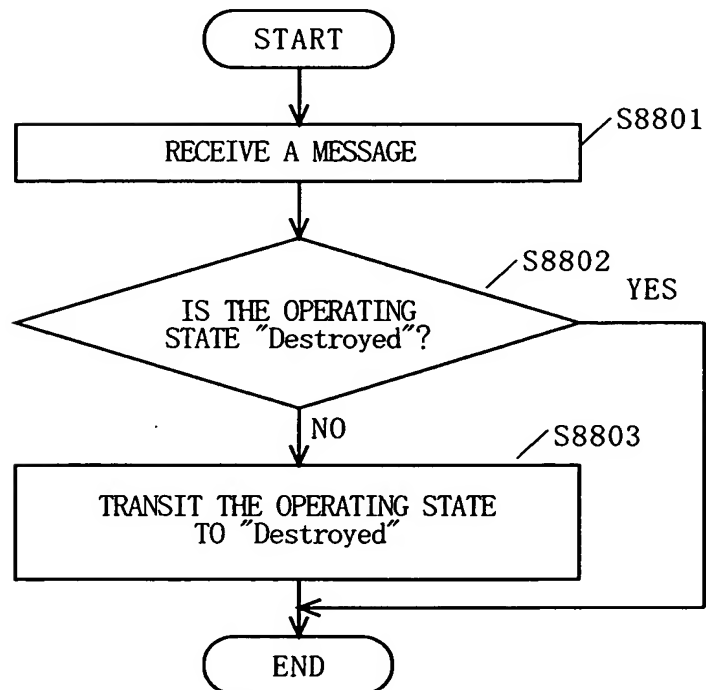 START
S8801
RECEIVE A MESSAGE
S8802
YES
IS THE OPERATING
STATE "Destroyed"?
NO
S8803
TRANSIT THE OPERATING STATE
TO "Destroyed"
END